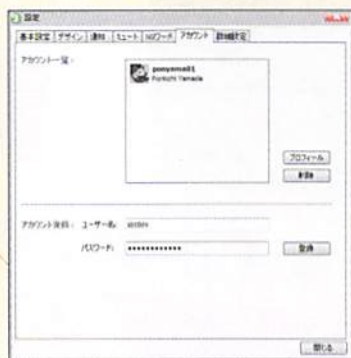 設定
基本設定 デザイン 通知 ミュート NGワード アカウント 詳細設定
アカウント一覧:
ponyama01
プロフィール
削除
アカウント登録: ユーザー名:
パスワード: ************
登録
閉じる